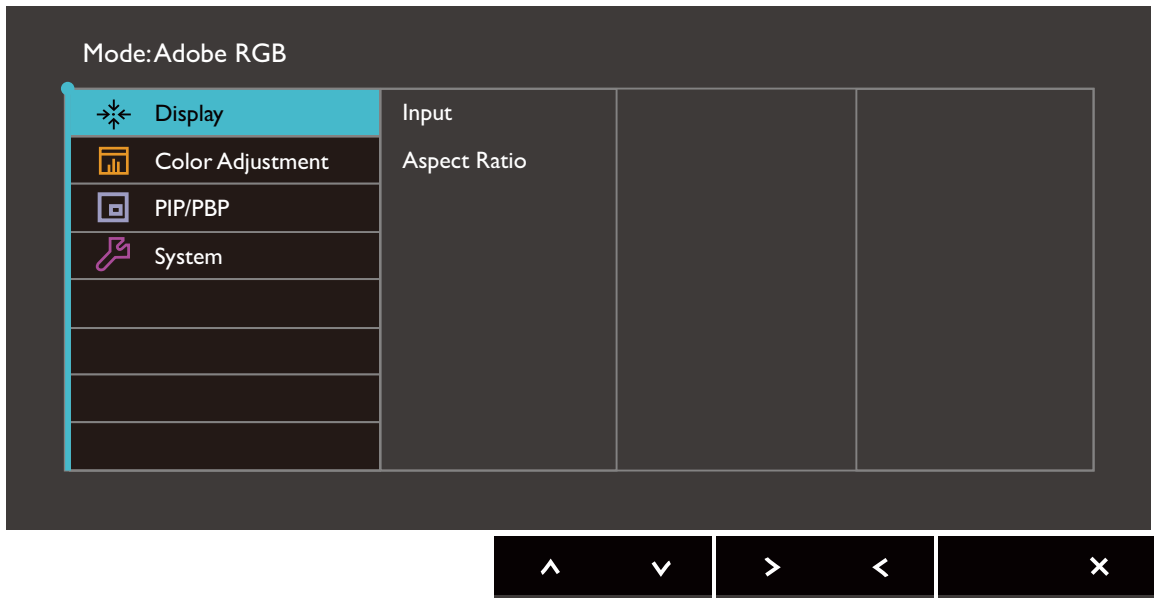 Mode: Adobe RGB
Display
Input
Color Adjustment
Aspect Ratio
PIP/PBP
System